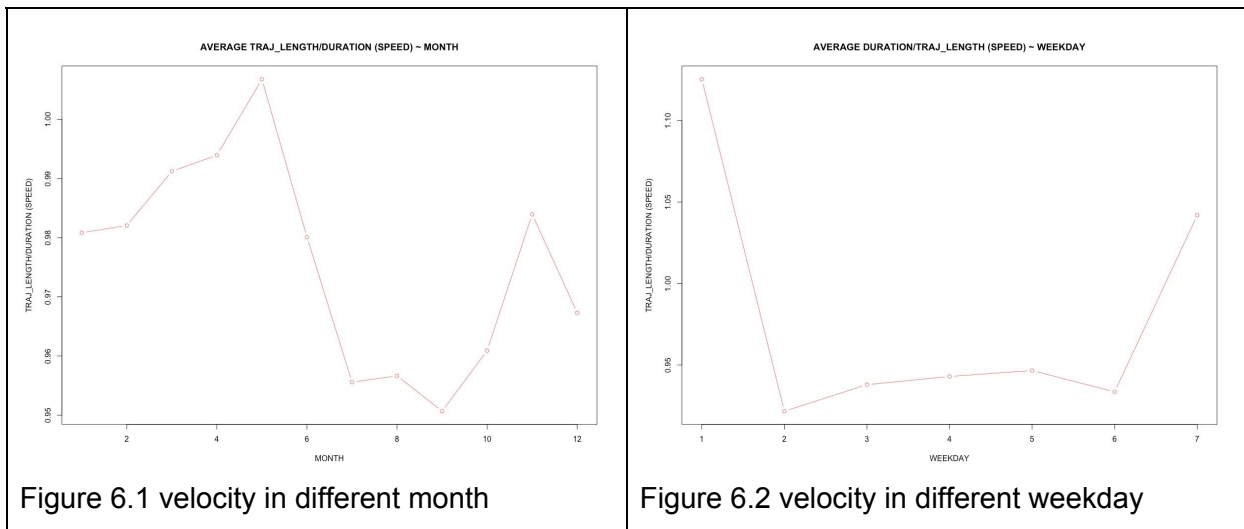 AVERAGE TRAJ_LENGTH/DURATION (SPEED) ~ MONTH
TRAJ_LENGTH/DURATION (SPEED)
1.00
0.99
0.98
0.97
0.96
0.95
2 4 6 8 10 12
MONTH
Figure 6.1 velocity in different month
AVERAGE DURATION/TRAJ_LENGTH (SPEED) ~ WEEKDAY
TRAJ_LENGTH/DURATION (SPEED)
1.10
1.05
1.00
0.95
1 2 3 4 5 6 7
WEEKDAY
Figure 6.2 velocity in different weekday